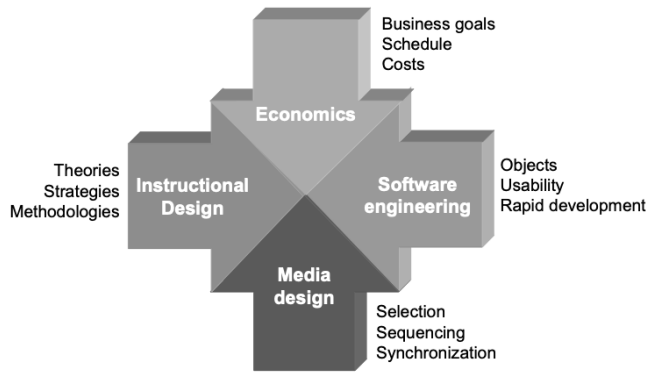 Business goals
Schedule
Costs
Economics
Theories
Strategies
Methodologies
Instructional
Design
Software
engineering
Objects
Usability
Rapid development
Media
design
Selection
Sequencing
Synchronization